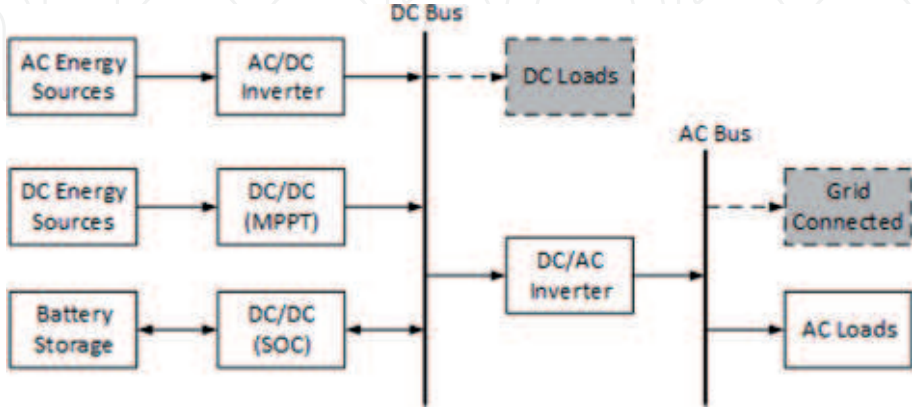 DC Bus
AC Energy
Sources
AC/DC
Inverter
DC Loads
AC Bus
DC Energy
Sources
DC/DC
(MPPT)
Grid
Connected
DC/AC
Inverter
Battery
Storage
DC/DC
(SOC)
AC Loads